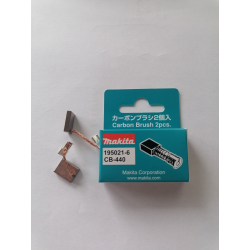 カーボンブラシ2個入
Carbon Brush 2pcs.
makita
195021-6
CB-440
Makita Corporation